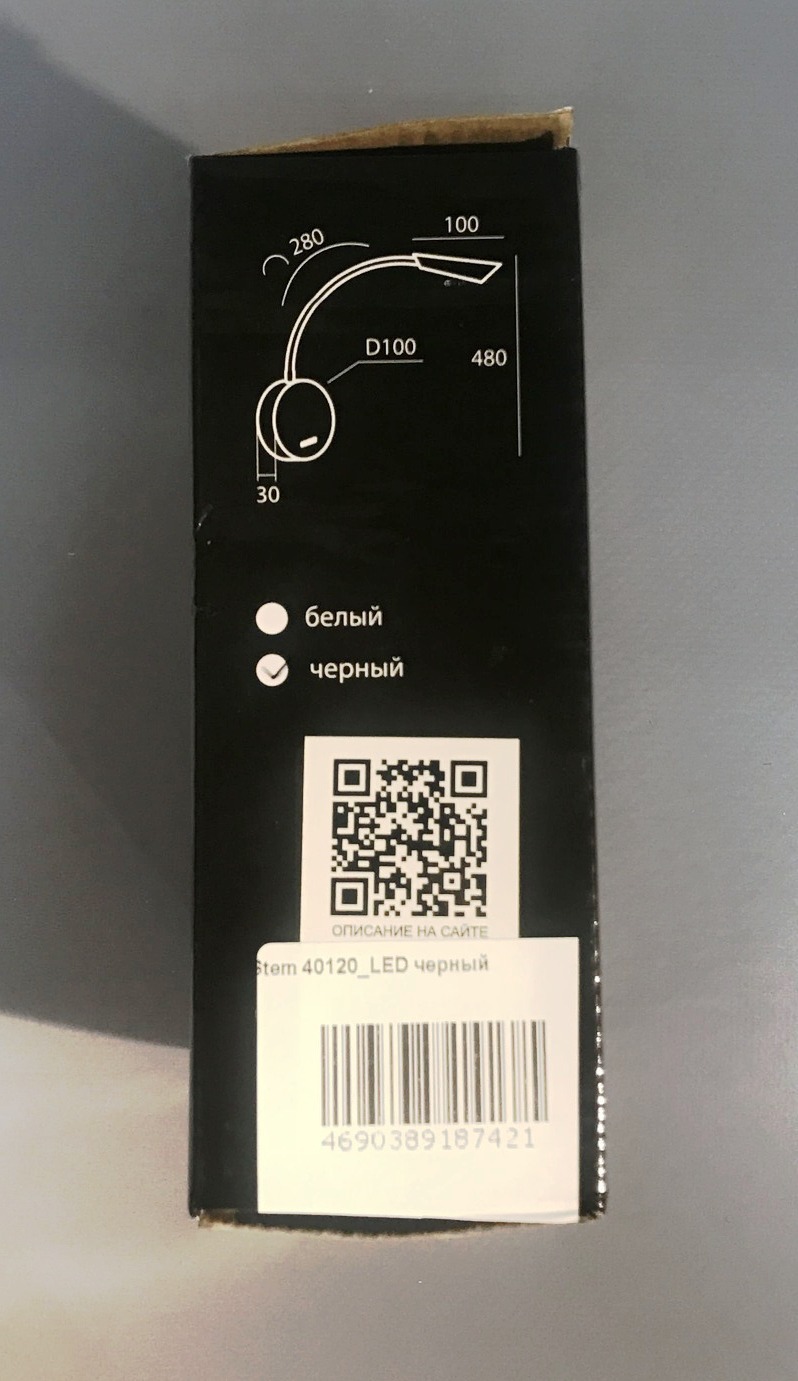 280
100
D100
480
30
белый
черный
ОПИСАНИЕ НА САЙТЕ
Stem 40120_LED черный
4690389187421